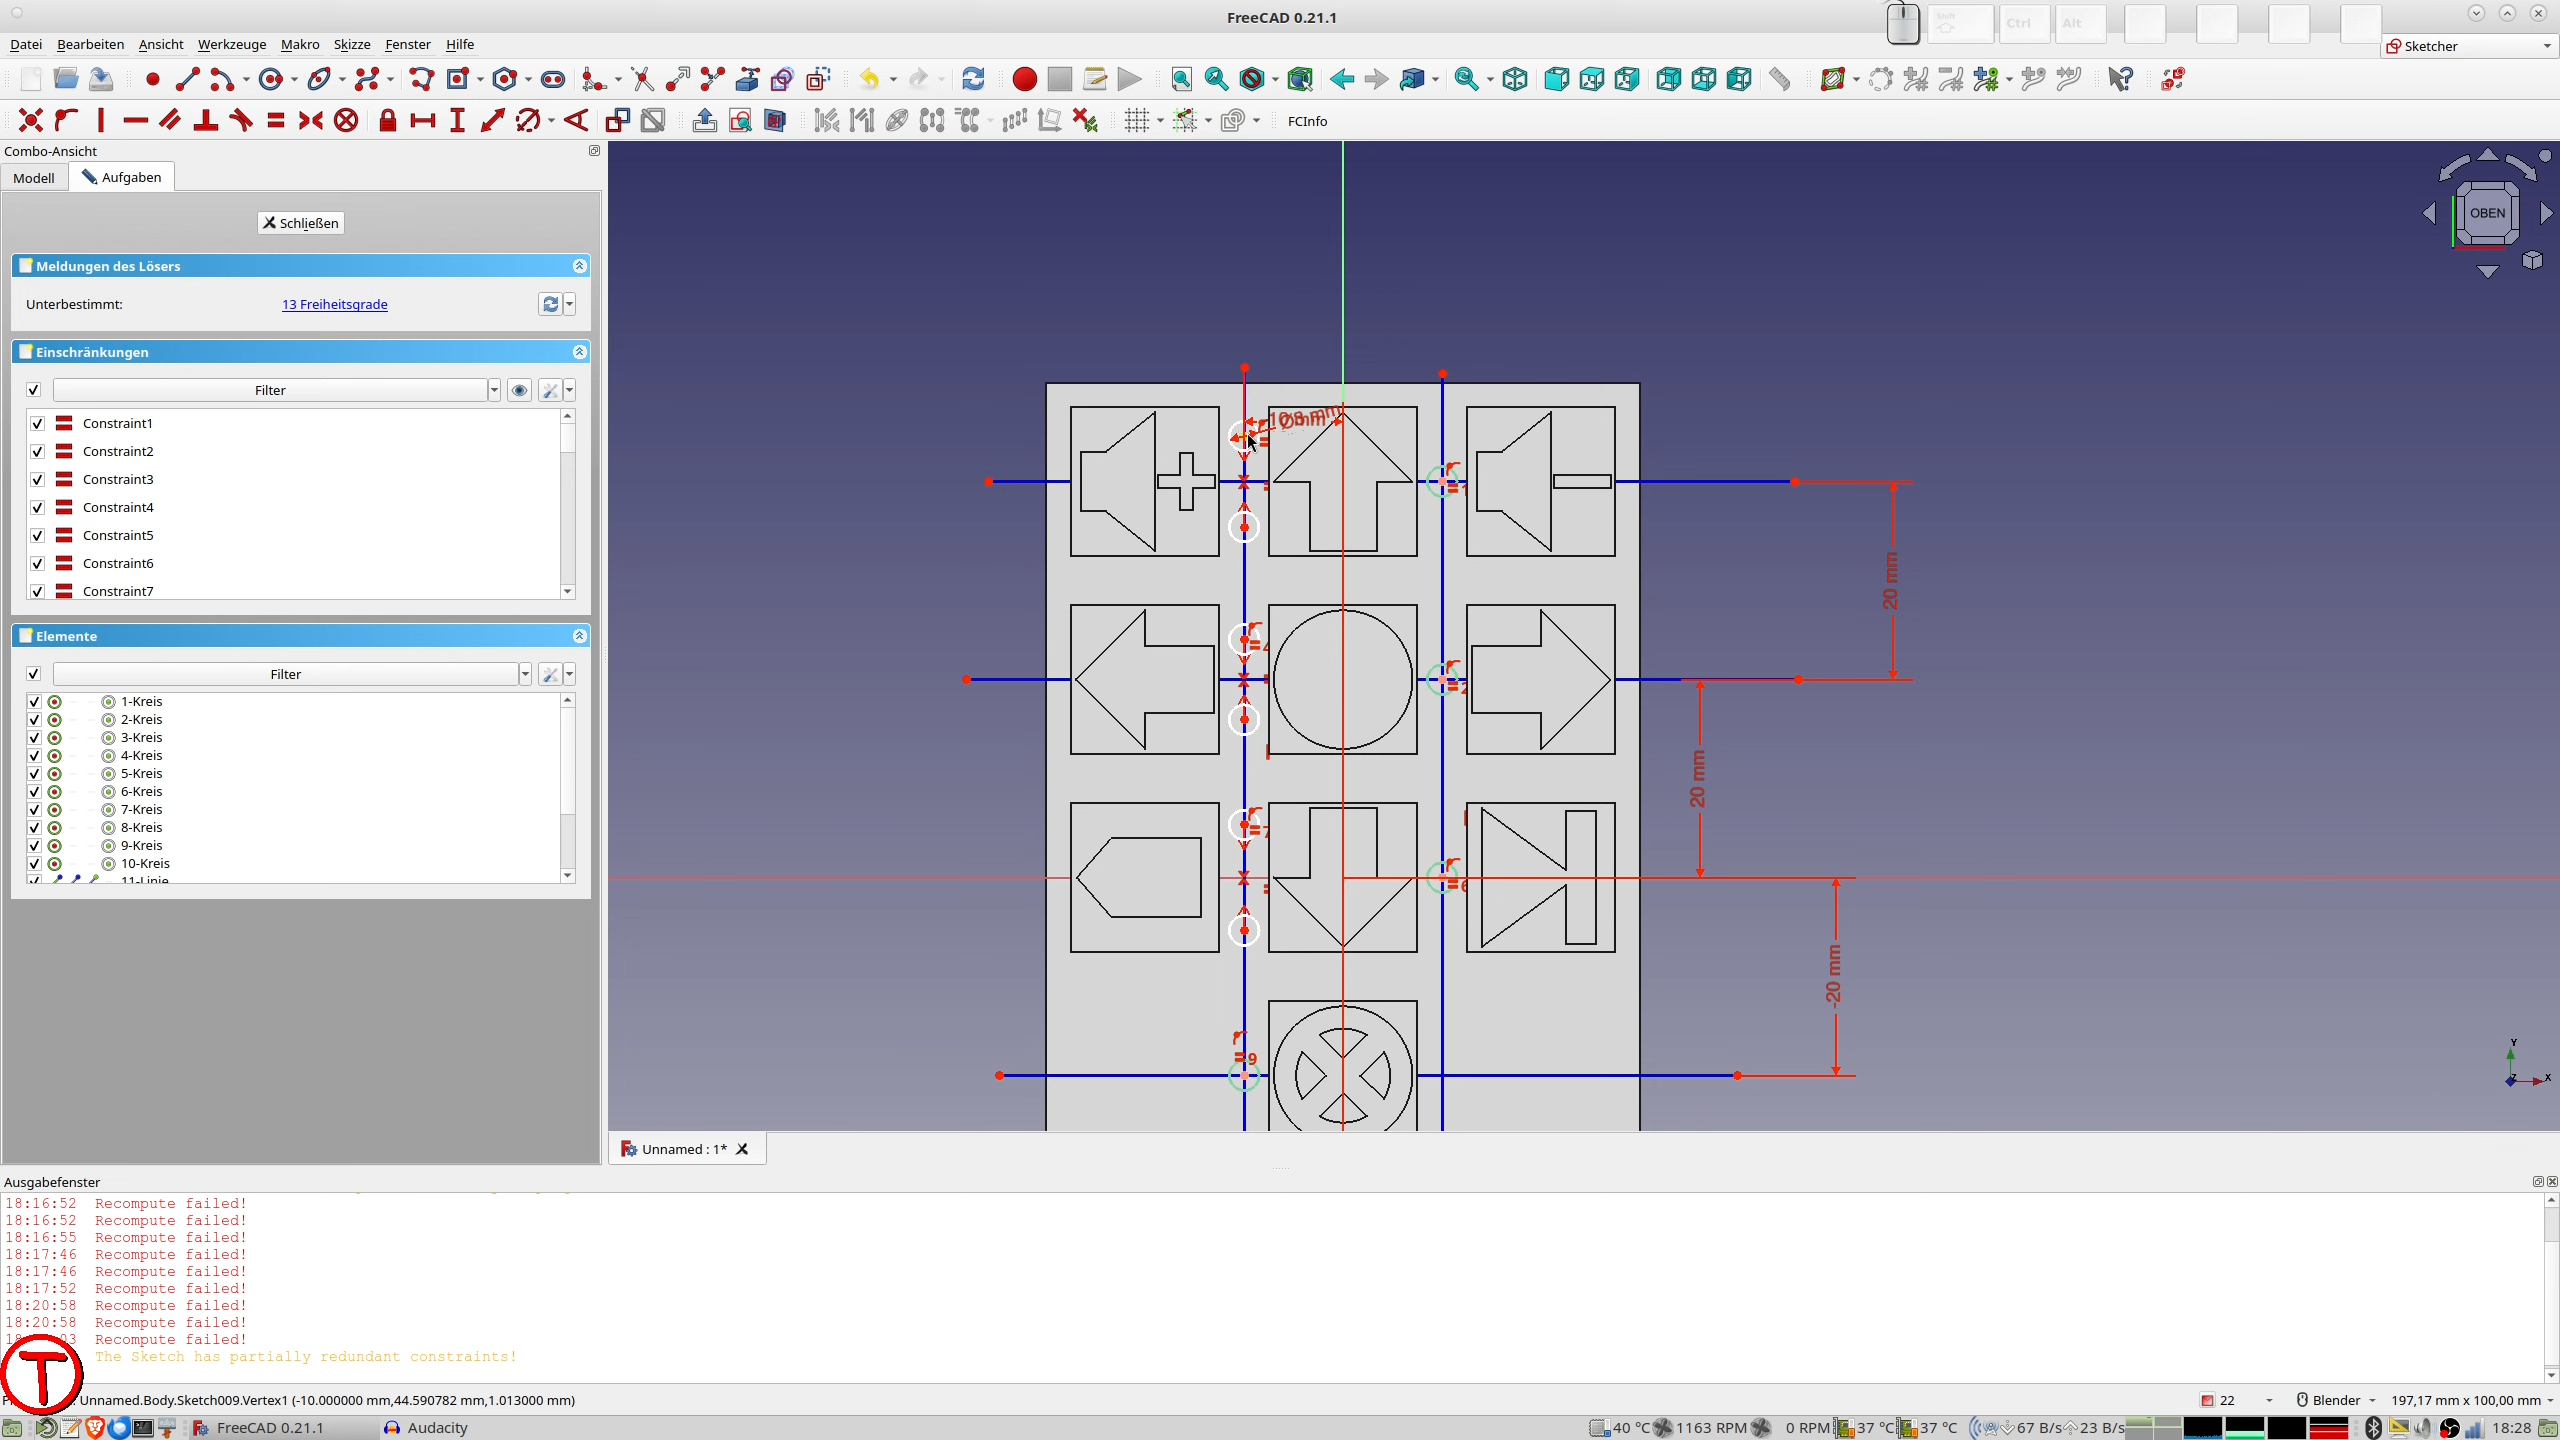 FreeCAD 0.21.1
Shift
Ctrl
Alt
Datei Bearbeiten Ansicht Werkzeuge Makro Skizze Fenster Hilfe
Sketcher
FCInfo
Combo-Ansicht
Modell
Aufgaben
Schließen
Meldungen des Lösers
Unterbestimmt: 13 Freiheitsgrade
Einschränkungen
Filter
Constraint1
Constraint2
Constraint3
Constraint4
Constraint5
Constraint6
Constraint7
Elemente
Filter
1-Kreis
2-Kreis
3-Kreis
4-Kreis
5-Kreis
6-Kreis
7-Kreis
8-Kreis
9-Kreis
10-Kreis
11-Linie
OBEN
20 mm
20 mm
-20 mm
9
Y
Z
X
Unnamed : 1*
Ausgabefenster
18:16:52 Recompute failed!
18:16:52 Recompute failed!
18:16:55 Recompute failed!
18:17:46 Recompute failed!
18:17:46 Recompute failed!
18:17:52 Recompute failed!
18:20:58 Recompute failed!
18:20:58 Recompute failed!
Recompute failed!
The Sketch has partially redundant constraints!
T
Unnamed.Body.Sketch009.Vertex1 (-10.000000 mm,44.590782 mm,1.013000 mm)
22
Blender
197,17 mm x 100,00 mm
FreeCAD 0.21.1
Audacity
40 °C 1163 RPM 0 RPM 37 °C 37 °C 67 B/s 23 B/s 18:28